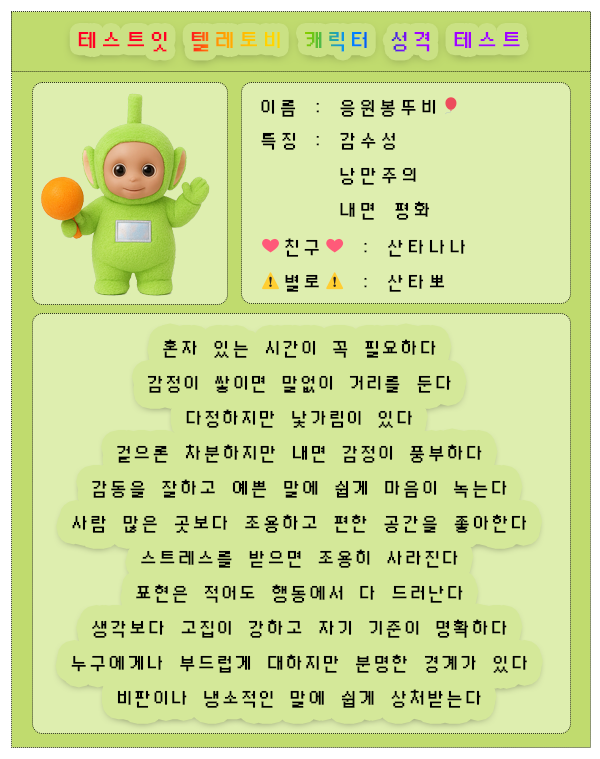 테스트잇 텔레토비 캐릭터 성격 테스트
이름 : 응원봉뚜비🎈
특징 : 감수성
낭만주의
내면 평화
❤️친구❤️ : 산타나나
⚠️별로⚠️ : 산타뽀
혼자 있는 시간이 꼭 필요하다
감정이 쌓이면 말없이 거리를 둔다
다정하지만 낯가림이 있다
겉으론 차분하지만 내면 감정이 풍부하다
감동을 잘하고 예쁜 말에 쉽게 마음이 녹는다
사람 많은 곳보다 조용하고 편한 공간을 좋아한다
스트레스를 받으면 조용히 사라진다
표현은 적어도 행동에서 다 드러난다
생각보다 고집이 강하고 자기 기준이 명확하다
누구에게나 부드럽게 대하지만 분명한 경계가 있다
비판이나 냉소적인 말에 쉽게 상처받는다